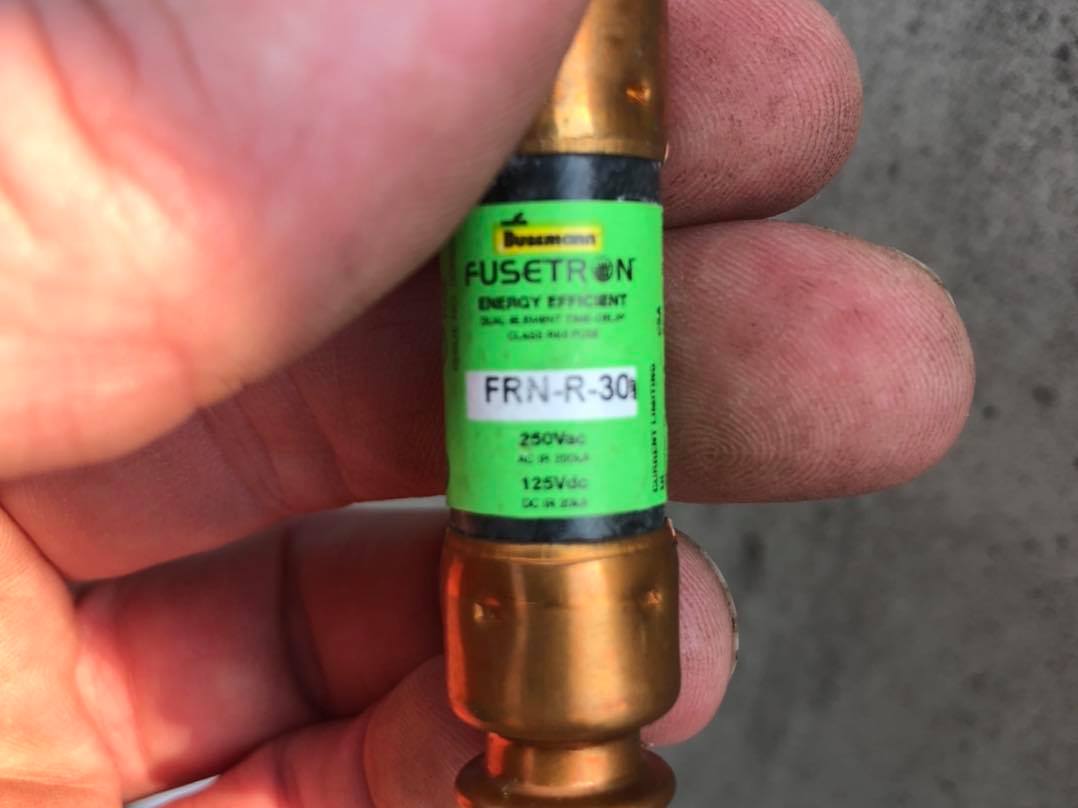 Bussmann
FUSETRON
ENERGY EFFICIENT
DUAL ELEMENT TIME-DELAY
CLASS RK5 FUSE
FRN-R-30
250Vac
AC IR 200kA
125Vdc
DC IR 20kA
CURRENT LIMITING